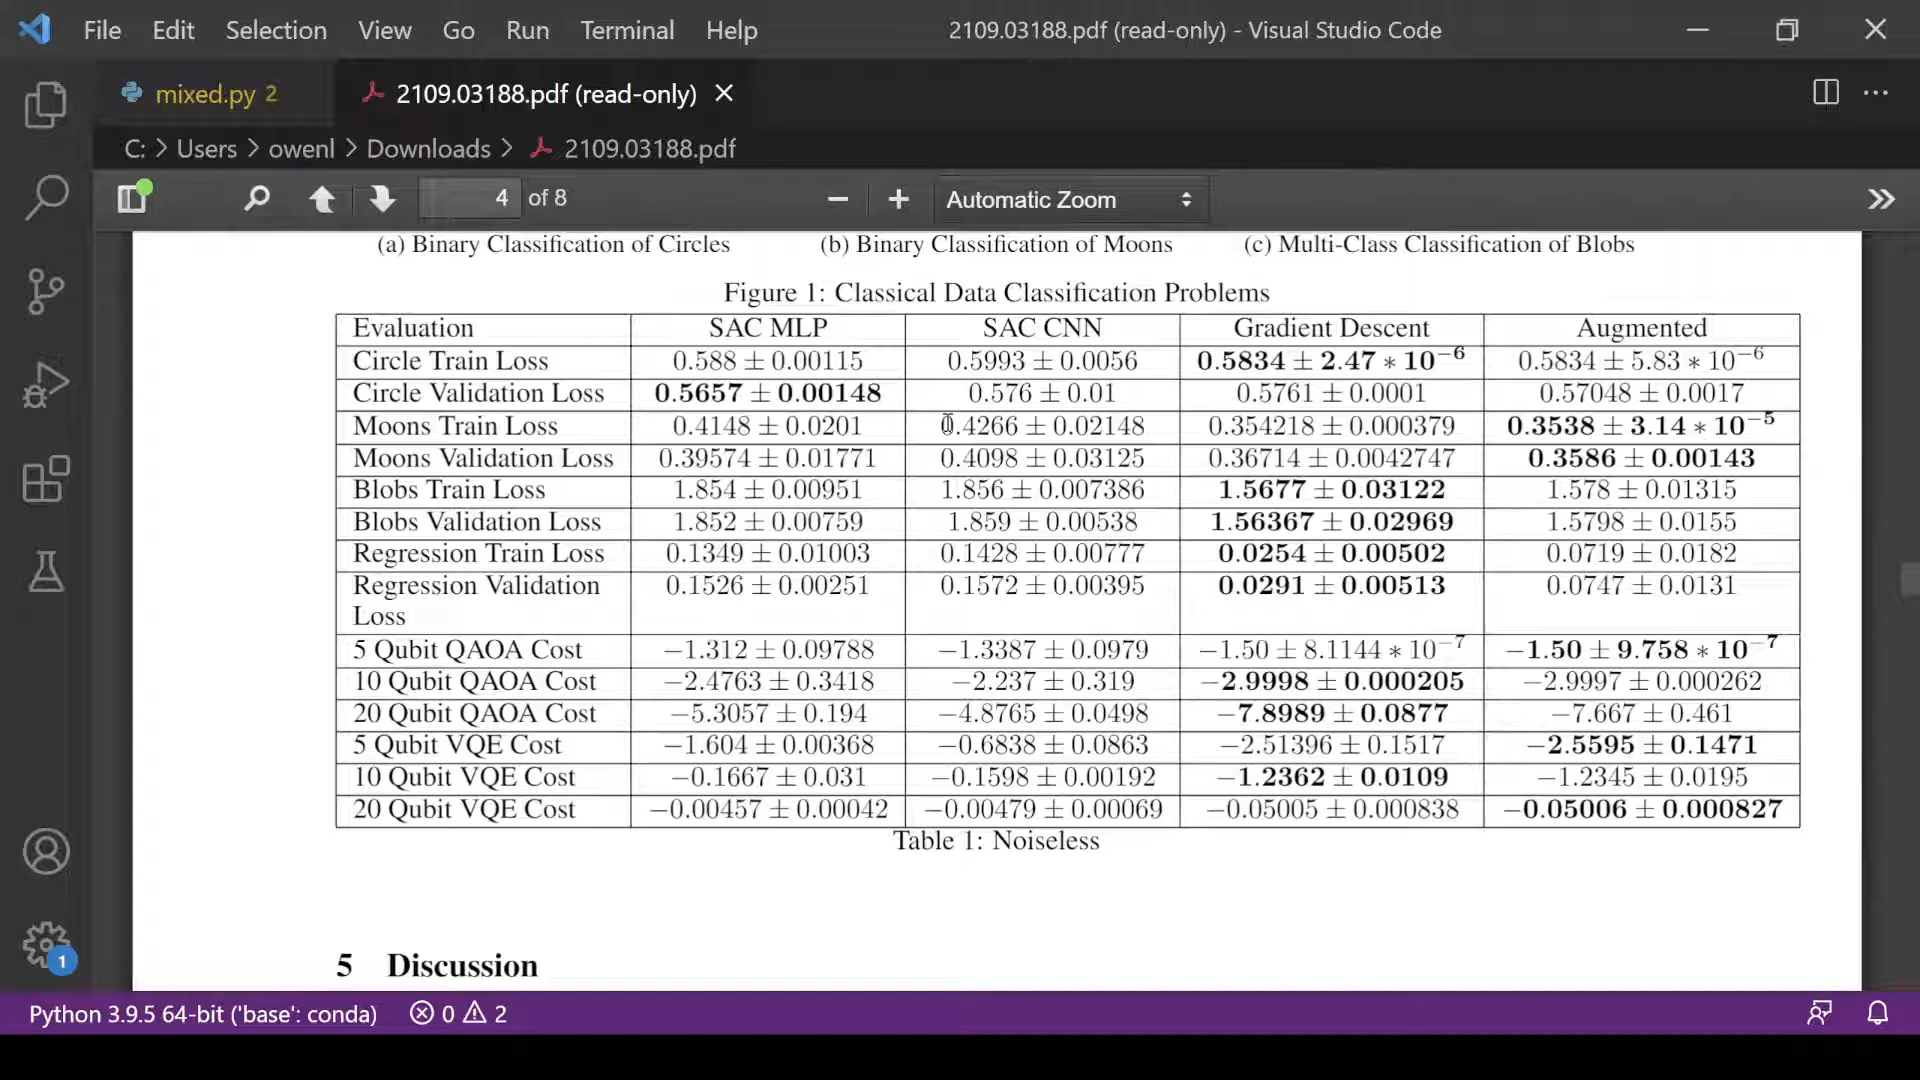 File Edit Selection View Go Run Terminal Help 2109.03188.pdf (read-only) - Visual Studio Code
mixed.py 2 2109.03188.pdf (read-only)
C: > Users > owenl > Downloads > 2109.03188.pdf
4 of 8 Automatic Zoom
(a) Binary Classification of Circles (b) Binary Classification of Moons (c) Multi-Class Classification of Blobs
Figure 1: Classical Data Classification Problems
Evaluation SAC MLP SAC CNN Gradient Descent Augmented
Circle Train Loss 0.588 ± 0.00115 0.5993 ± 0.0056 0.5834 ± 2.47 ∗ 10⁻⁶ 0.5834 ± 5.83 ∗ 10⁻⁶
Circle Validation Loss 0.5657 ± 0.00148 0.576 ± 0.01 0.5761 ± 0.0001 0.57048 ± 0.0017
Moons Train Loss 0.4148 ± 0.0201 0.4266 ± 0.02148 0.354218 ± 0.000379 0.3538 ± 3.14 ∗ 10⁻⁵
Moons Validation Loss 0.39574 ± 0.01771 0.4098 ± 0.03125 0.36714 ± 0.0042747 0.3586 ± 0.00143
Blobs Train Loss 1.854 ± 0.00951 1.856 ± 0.007386 1.5677 ± 0.03122 1.578 ± 0.01315
Blobs Validation Loss 1.852 ± 0.00759 1.859 ± 0.00538 1.56367 ± 0.02969 1.5798 ± 0.0155
Regression Train Loss 0.1349 ± 0.01003 0.1428 ± 0.00777 0.0254 ± 0.00502 0.0719 ± 0.0182
Regression Validation 0.1526 ± 0.00251 0.1572 ± 0.00395 0.0291 ± 0.00513 0.0747 ± 0.0131
Loss
5 Qubit QAOA Cost −1.312 ± 0.09788 −1.3387 ± 0.0979 −1.50 ± 8.1144 ∗ 10⁻⁷ −1.50 ± 9.758 ∗ 10⁻⁷
10 Qubit QAOA Cost −2.4763 ± 0.3418 −2.237 ± 0.319 −2.9998 ± 0.000205 −2.9997 ± 0.000262
20 Qubit QAOA Cost −5.3057 ± 0.194 −4.8765 ± 0.0498 −7.8989 ± 0.0877 −7.667 ± 0.461
5 Qubit VQE Cost −1.604 ± 0.00368 −0.6838 ± 0.0863 −2.51396 ± 0.1517 −2.5595 ± 0.1471
10 Qubit VQE Cost −0.1667 ± 0.031 −0.1598 ± 0.00192 −1.2362 ± 0.0109 −1.2345 ± 0.0195
20 Qubit VQE Cost −0.00457 ± 0.00042 −0.00479 ± 0.00069 −0.05005 ± 0.000838 −0.05006 ± 0.000827
Table 1: Noiseless
5 Discussion
1
Python 3.9.5 64-bit ('base': conda) 0 2